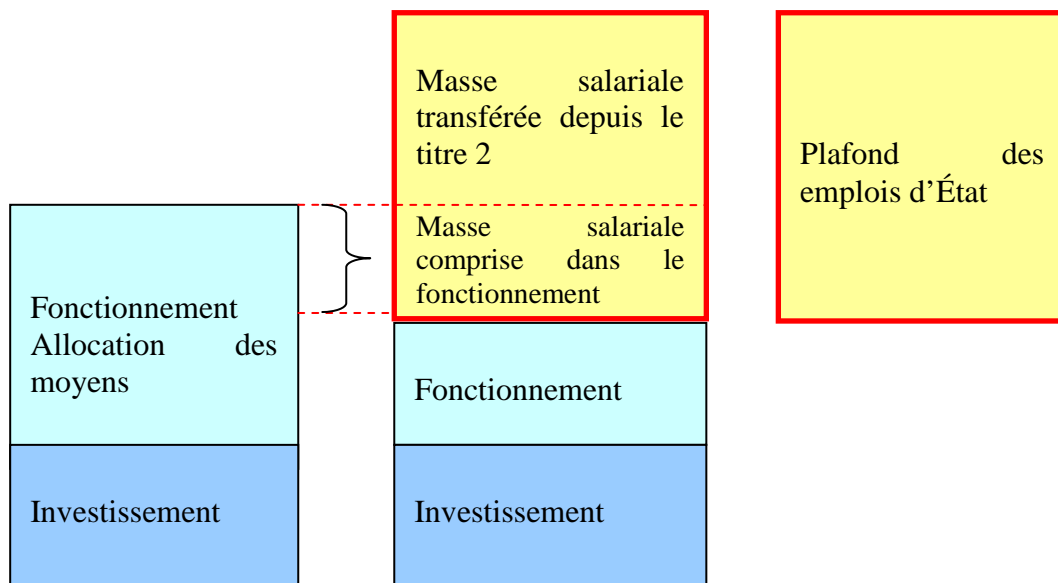 Masse salariale
transférée depuis le
titre 2
Plafond des
emplois d’État
Masse salariale
comprise dans le
fonctionnement
Fonctionnement
Allocation des
moyens
Fonctionnement
Investissement
Investissement